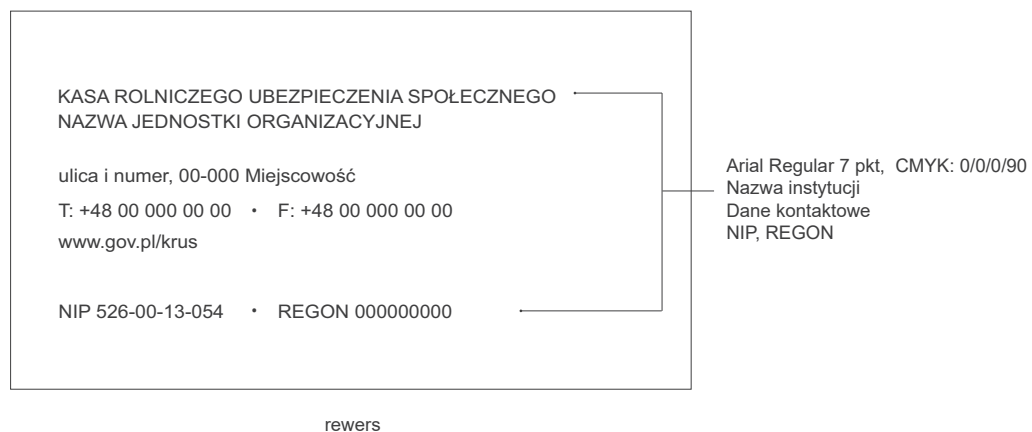 KASA ROLNICZEGO UBEZPIECZENIA SPOŁECZNEGO
NAZWA JEDNOSTKI ORGANIZACYJNEJ
ulica i numer, 00-000 Miejscowość
T: +48 00 000 00 00 • F: +48 00 000 00 00
www.gov.pl/krus
NIP 526-00-13-054 • REGON 000000000
Arial Regular 7 pkt, CMYK: 0/0/0/90
Nazwa instytucji
Dane kontaktowe
NIP, REGON
rewers